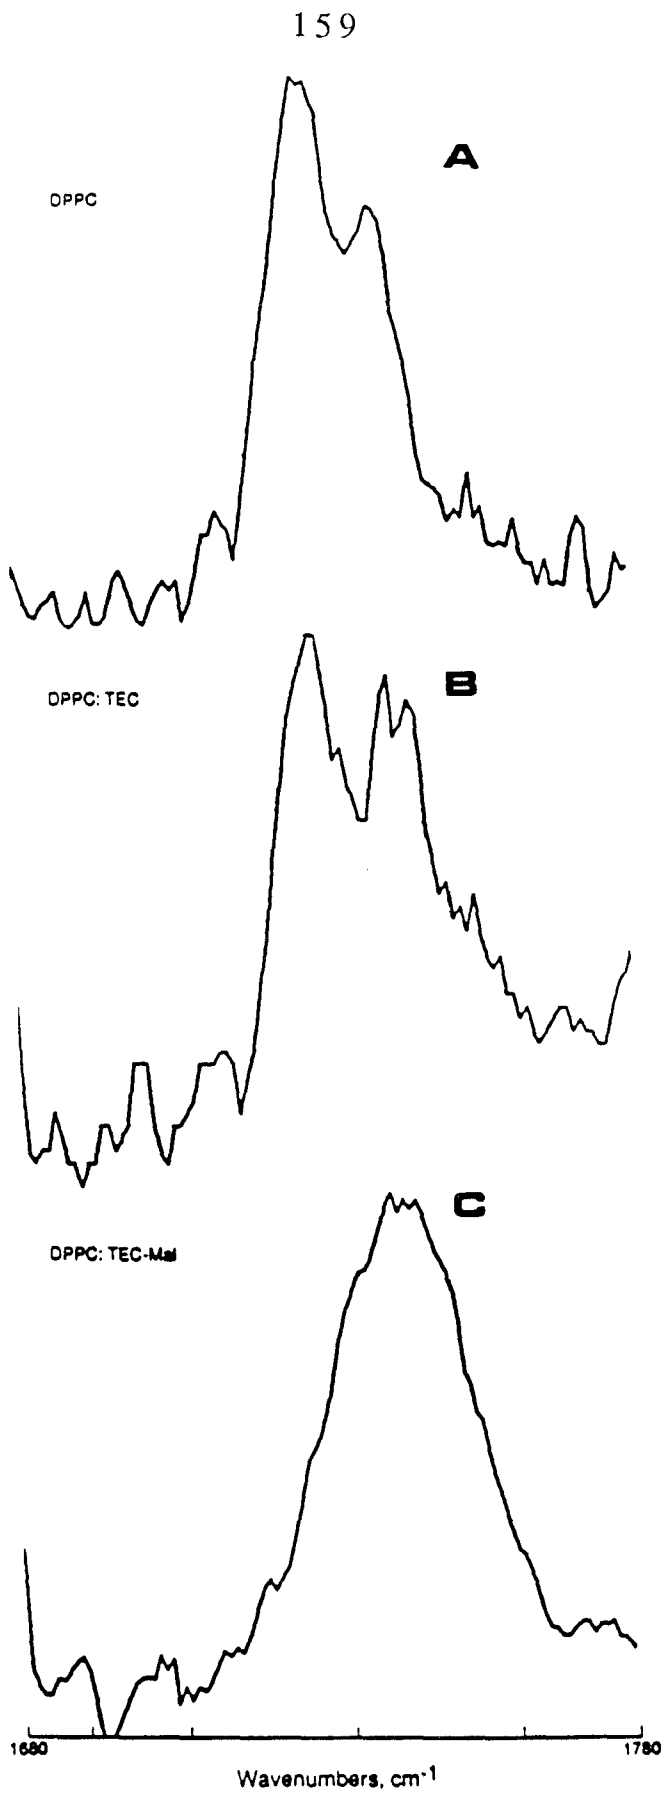 159
A
DPPC
B
DPPC: TEC
C
DPPC: TEC-Mal
1680 1780
Wavenumbers, cm-1